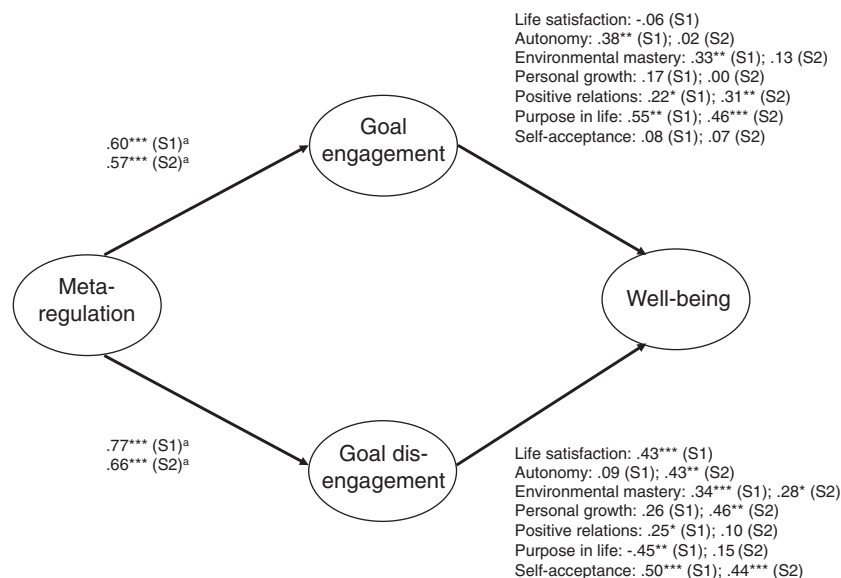 Life satisfaction: -.06 (S1)
Autonomy: .38** (S1); .02 (S2)
Environmental mastery: .33** (S1); .13 (S2)
Personal growth: .17 (S1); .00 (S2)
Positive relations: .22* (S1); .31** (S2)
Purpose in life: .55** (S1); .46*** (S2)
Self-acceptance: .08 (S1); .07 (S2)
Goal
engagement
.60*** (S1)ᵃ
.57*** (S2)ᵃ
Meta-
regulation
Well-being
.77*** (S1)ᵃ
.66*** (S2)ᵃ
Goal dis-
engagement
Life satisfaction: .43*** (S1)
Autonomy: .09 (S1); .43** (S2)
Environmental mastery: .34*** (S1); .28* (S2)
Personal growth: .26 (S1); .46** (S2)
Positive relations: .25* (S1); .10 (S2)
Purpose in life: -.45** (S1); .15 (S2)
Self-acceptance: .50*** (S1); .44*** (S2)